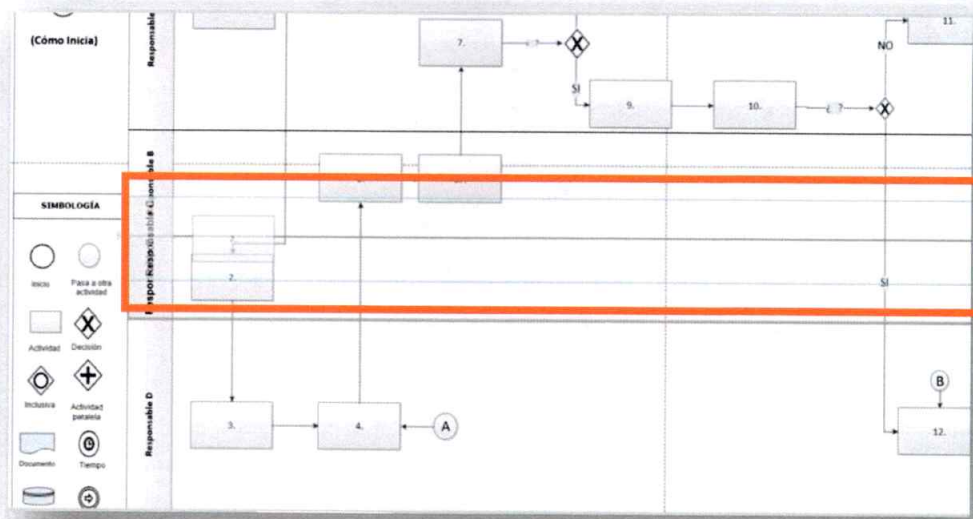 (Cómo Inicia)
Responsable
7.
¿ ?
X
SI
9.
10.
¿ ?
X
NO
11.
SIMBOLOGÍA
Inicio
Pasa a otra actividad
Actividad
X
Decisión
Inclusiva
Actividad paralela
Documento
Tiempo
2.
SI
Responsable D
3.
4.
A
B
12.